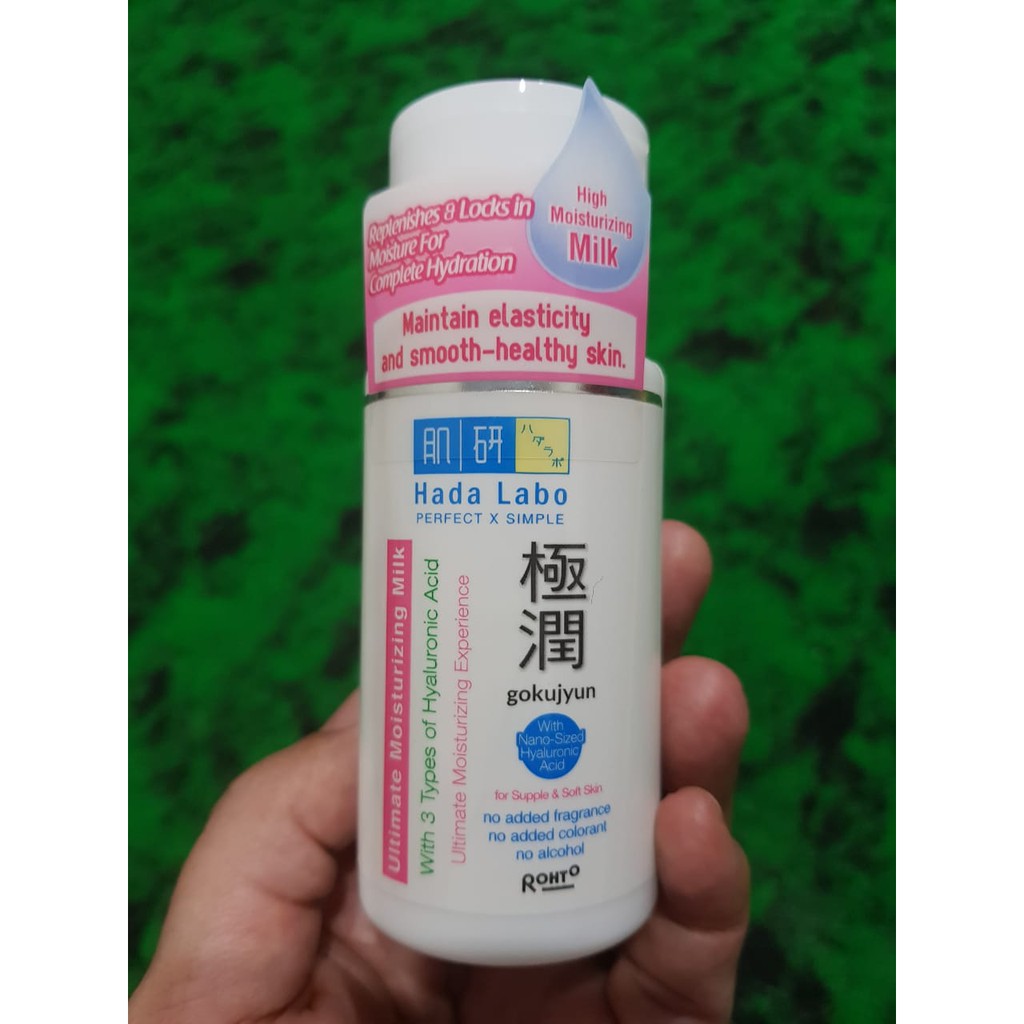 High
Moisturizing
Milk
Replenishes & Locks in
Moisture For
Complete Hydration
Maintain elasticity
and smooth-healthy skin.
肌研 ハダラボ
Hada Labo
PERFECT X SIMPLE
Ultimate Moisturizing Milk
With 3 Types of Hyaluronic Acid
Ultimate Moisturizing Experience
極
潤
gokujyun
With
Nano-Sized
Hyaluronic
Acid
for Supple & Soft Skin
no added fragrance
no added colorant
no alcohol
ROHTO